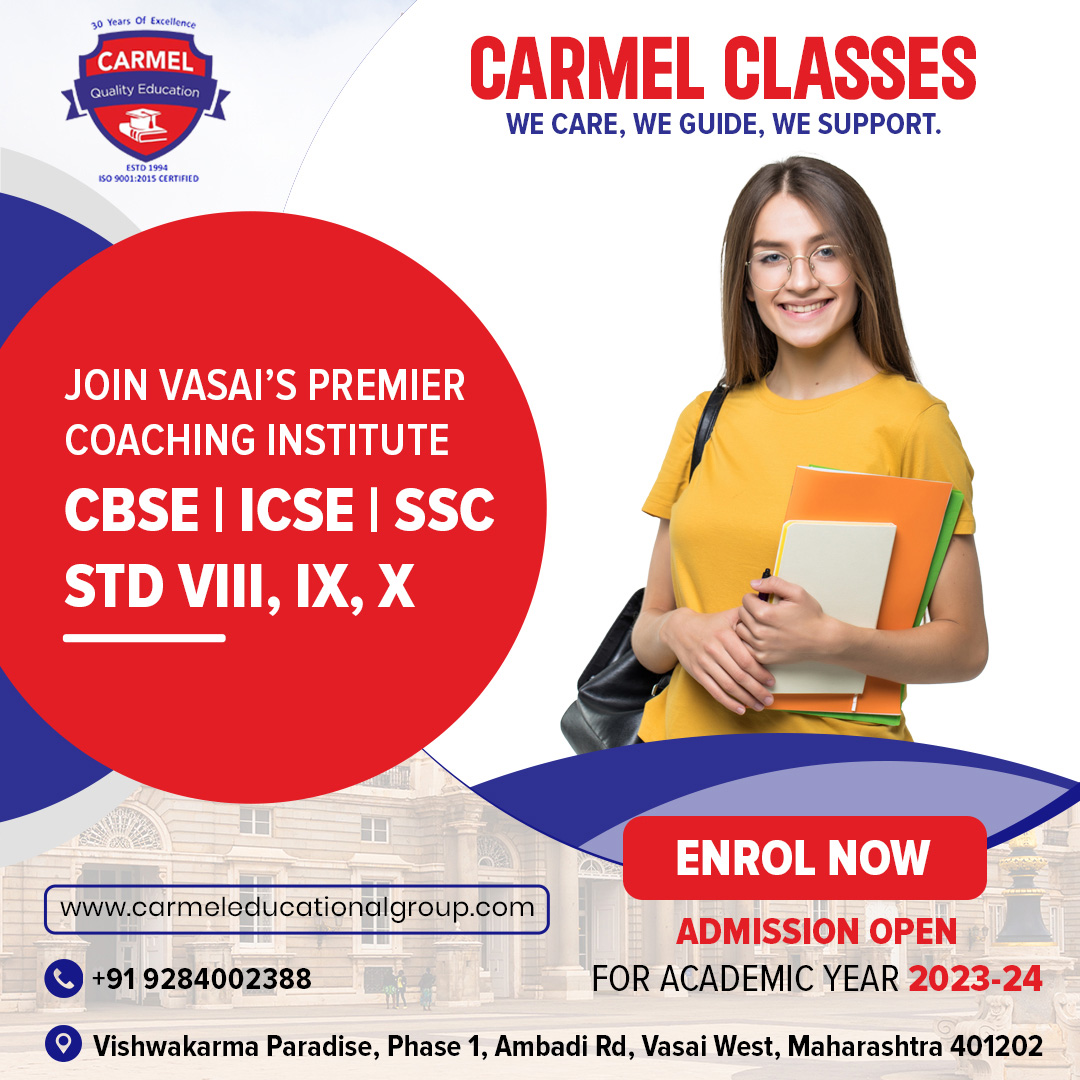 30 Years Of Excellence
CARMEL
Quality Education
ESTD 1994
ISO 9001:2015 CERTIFIED
CARMEL CLASSES
WE CARE, WE GUIDE, WE SUPPORT.
JOIN VASAI'S PREMIER
COACHING INSTITUTE
CBSE | ICSE | SSC
STD VIII, IX, X
ENROL NOW
ADMISSION OPEN
FOR ACADEMIC YEAR 2023-24
www.carmeleducationalgroup.com
+91 9284002388
Vishwakarma Paradise, Phase 1, Ambadi Rd, Vasai West, Maharashtra 401202